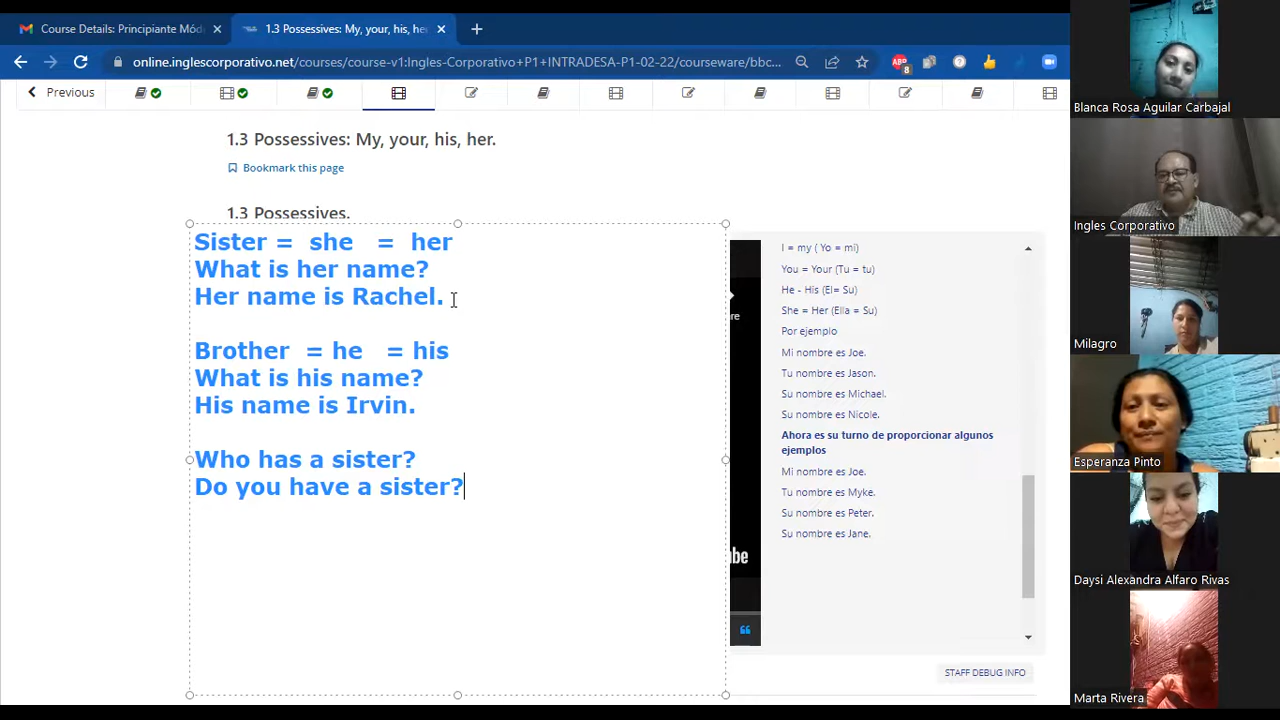 Course Details: Principiante Mód
1.3 Possessives: My, your, his, he
online.inglescorporativo.net/courses/course-v1:Ingles-Corporativo+P1+INTRADESA-P1-02-22/courseware/bbc...
ABP
8
Previous
1.3 Possessives: My, your, his, her.
Bookmark this page
1.3 Possessives.
Sister = she = her
What is her name?
Her name is Rachel.
Brother = he = his
What is his name?
His name is Irvin.
Who has a sister?
Do you have a sister?
I = my ( Yo = mi)
You = Your (Tu = tu)
He - His (El= Su)
She = Her (Ella = Su)
Por ejemplo
Mi nombre es Joe.
Tu nombre es Jason.
Su nombre es Michael.
Su nombre es Nicole.
Ahora es su turno de proporcionar algunos
ejemplos
Mi nombre es Joe.
Tu nombre es Myke.
Su nombre es Peter.
Su nombre es Jane.
STAFF DEBUG INFO
Blanca Rosa Aguilar Carbajal
Ingles Corporativo
Milagro
Esperanza Pinto
Daysi Alexandra Alfaro Rivas
Marta Rivera